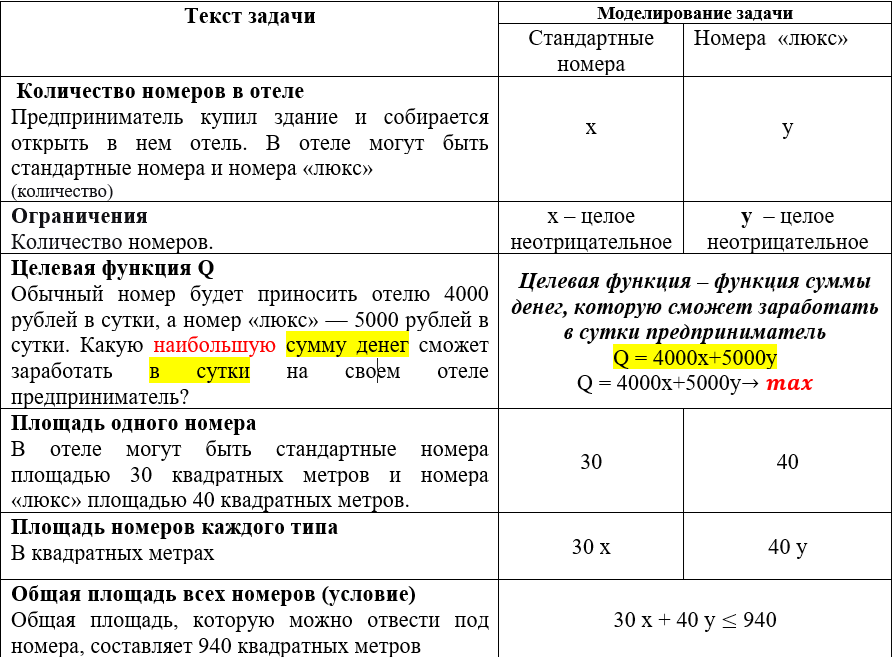 Текст задачи
Моделирование задачи
Стандартные
номера
Номера «люкс»
Количество номеров в отеле
Предприниматель купил здание и собирается
открыть в нем отель. В отеле могут быть
стандартные номера и номера «люкс»
(количество)
x
y
Ограничения
Количество номеров.
x – целое
неотрицательное
y – целое
неотрицательное
Целевая функция Q
Обычный номер будет приносить отелю 4000
рублей в сутки, а номер «люкс» — 5000 рублей в
сутки. Какую наибольшую сумму денег сможет
заработать в сутки на своем отеле
предприниматель?
Целевая функция – функция суммы
денег, которую сможет заработать
в сутки предприниматель
Q = 4000x+5000y
Q = 4000x+5000y→ max
Площадь одного номера
В отеле могут быть стандартные номера
площадью 30 квадратных метров и номера
«люкс» площадью 40 квадратных метров.
30
40
Площадь номеров каждого типа
В квадратных метрах
30 x
40 y
Общая площадь всех номеров (условие)
Общая площадь, которую можно отвести под
номера, составляет 940 квадратных метров
30 x + 40 y ≤ 940